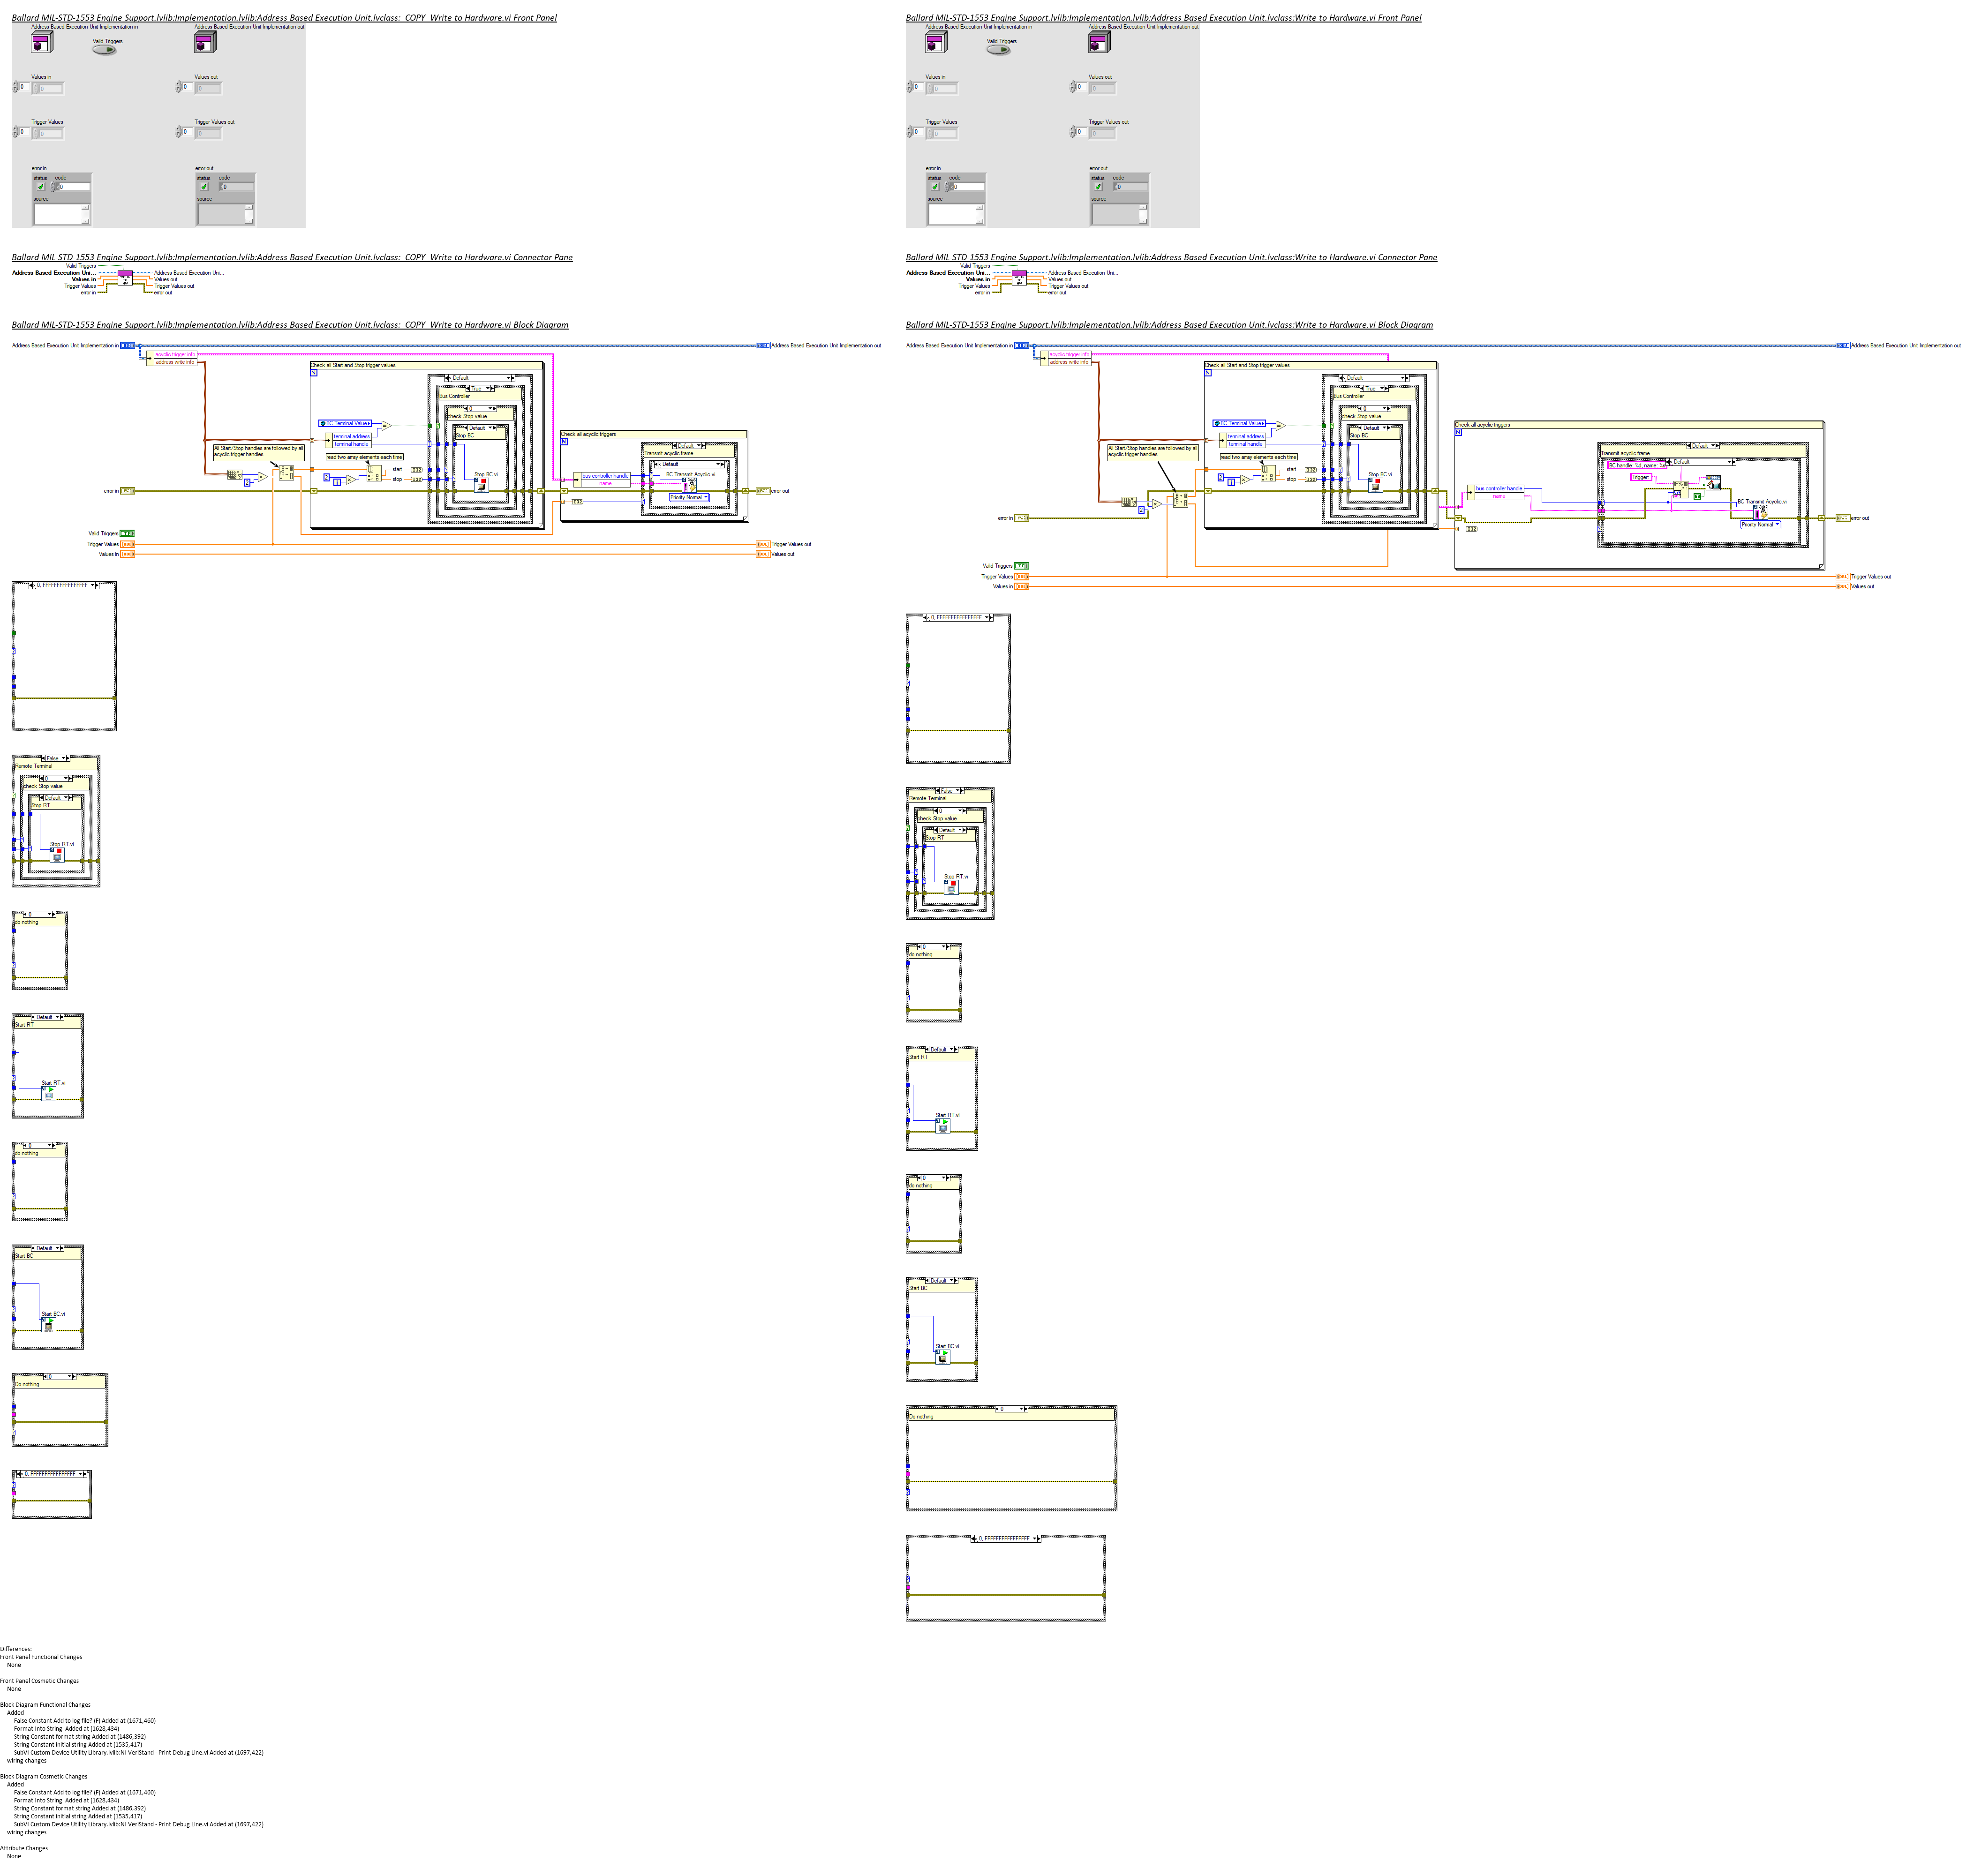 Ballard MIL-STD-1553 Engine Support.lvlib:Implementation.lvlib:Address Based Execution Unit.lvclass:_COPY_Write to Hardware.vi Front Panel
Address Based Execution Unit Implementation in
Address Based Execution Unit Implementation out
Valid Triggers
Values in
Values out
0
0
0
0
Trigger Values
Trigger Values out
0
0
0
0
error in
error out
status code
status code
0
0
source
source
Ballard MIL-STD-1553 Engine Support.lvlib:Implementation.lvlib:Address Based Execution Unit.lvclass:_COPY_Write to Hardware.vi Connector Pane
Valid Triggers
Address Based Execution Uni...
Address Based Execution Uni...
Values in
Values out
Trigger Values
Trigger Values out
error in
error out
Ballard MIL-STD-1553 Engine Support.lvlib:Implementation.lvlib:Address Based Execution Unit.lvclass:_COPY_Write to Hardware.vi Block Diagram
Address Based Execution Unit Implementation in
Address Based Execution Unit Implementation out
acyclic trigger info
address write info
Check all Start and Stop trigger values
N
Default
True
Bus Controller
0
check Stop value
Default
Stop BC
BC Terminal Value
terminal address
terminal handle
All Start/Stop handles are followed by all
acyclic trigger handles
read two array elements each time
start
I32
stop
I32
2
2
i
Stop BC.vi
Check all acyclic triggers
N
Default
Transmit acyclic frame
Default
bus controller handle
name
BC Transmit Acyclic.vi
Priority Normal
I32
error in
error out
Valid Triggers
Trigger Values
Trigger Values out
Values in
Values out
0, FFFFFFFFFFFFFFFF
False
Remote Terminal
0
check Stop value
Default
Stop RT
Stop RT.vi
0
do nothing
Default
Start RT
Start RT.vi
0
do nothing
Default
Start BC
Start BC.vi
0
Do nothing
0, FFFFFFFFFFFFFFFF
Ballard MIL-STD-1553 Engine Support.lvlib:Implementation.lvlib:Address Based Execution Unit.lvclass:Write to Hardware.vi Front Panel
Address Based Execution Unit Implementation in
Address Based Execution Unit Implementation out
Valid Triggers
Values in
Values out
0
0
0
0
Trigger Values
Trigger Values out
0
0
0
0
error in
error out
status code
status code
0
0
source
source
Ballard MIL-STD-1553 Engine Support.lvlib:Implementation.lvlib:Address Based Execution Unit.lvclass:Write to Hardware.vi Connector Pane
Valid Triggers
Address Based Execution Uni...
Address Based Execution Uni...
Values in
Values out
Trigger Values
Trigger Values out
error in
error out
Ballard MIL-STD-1553 Engine Support.lvlib:Implementation.lvlib:Address Based Execution Unit.lvclass:Write to Hardware.vi Block Diagram
Address Based Execution Unit Implementation in
Address Based Execution Unit Implementation out
acyclic trigger info
address write info
Check all Start and Stop trigger values
N
Default
True
Bus Controller
0
check Stop value
Default
Stop BC
BC Terminal Value
terminal address
terminal handle
All Start/Stop handles are followed by all
acyclic trigger handles
read two array elements each time
start
I32
stop
I32
2
2
i
Stop BC.vi
Check all acyclic triggers
N
Default
Transmit acyclic frame
Default
BC handle:
name
Trigger:
bus controller handle
name
BC Transmit Acyclic.vi
Priority Normal
I32
error in
error out
Valid Triggers
Trigger Values
Trigger Values out
Values in
Values out
0, FFFFFFFFFFFFFFFF
False
Remote Terminal
0
check Stop value
Default
Stop RT
Stop RT.vi
0
do nothing
Default
Start RT
Start RT.vi
0
do nothing
Default
Start BC
Start BC.vi
0
Do nothing
0, FFFFFFFFFFFFFFFF
Differences:
Front Panel Functional Changes
None
Front Panel Cosmetic Changes
None
Block Diagram Functional Changes
Added
False Constant Add to log file? (F) Added at (1671,460)
Format Into String Added at (1628,434)
String Constant format string Added at (1486,392)
String Constant initial string Added at (1535,417)
SubVI Custom Device Utility Library.lvlib:NI VeriStand - Print Debug Line.vi Added at (1697,422)
wiring changes
Block Diagram Cosmetic Changes
Added
False Constant Add to log file? (F) Added at (1671,460)
Format Into String Added at (1628,434)
String Constant format string Added at (1486,392)
String Constant initial string Added at (1535,417)
SubVI Custom Device Utility Library.lvlib:NI VeriStand - Print Debug Line.vi Added at (1697,422)
wiring changes
Attribute Changes
None